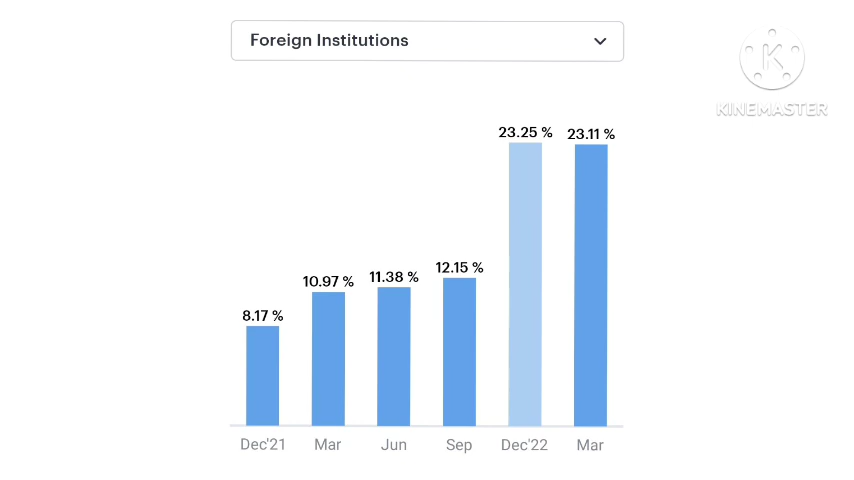 Foreign Institutions
K
KINEMASTER
23.25 %
23.11 %
12.15 %
11.38 %
10.97 %
8.17 %
Dec'21
Mar
Jun
Sep
Dec'22
Mar